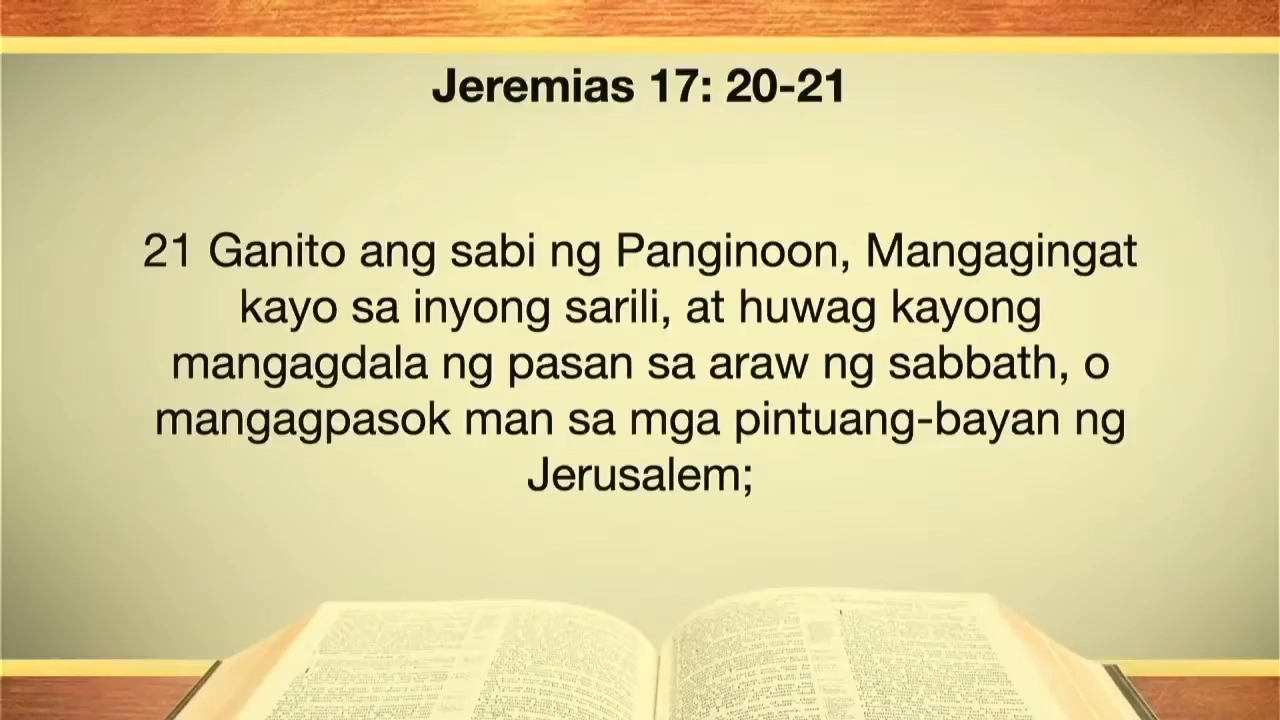 Jeremias 17: 20-21
21 Ganito ang sabi ng Panginoon, Mangagingat
kayo sa inyong sarili, at huwag kayong
mangagdala ng pasan sa araw ng sabbath, o
mangagpasok man sa mga pintuang-bayan ng
Jerusalem;